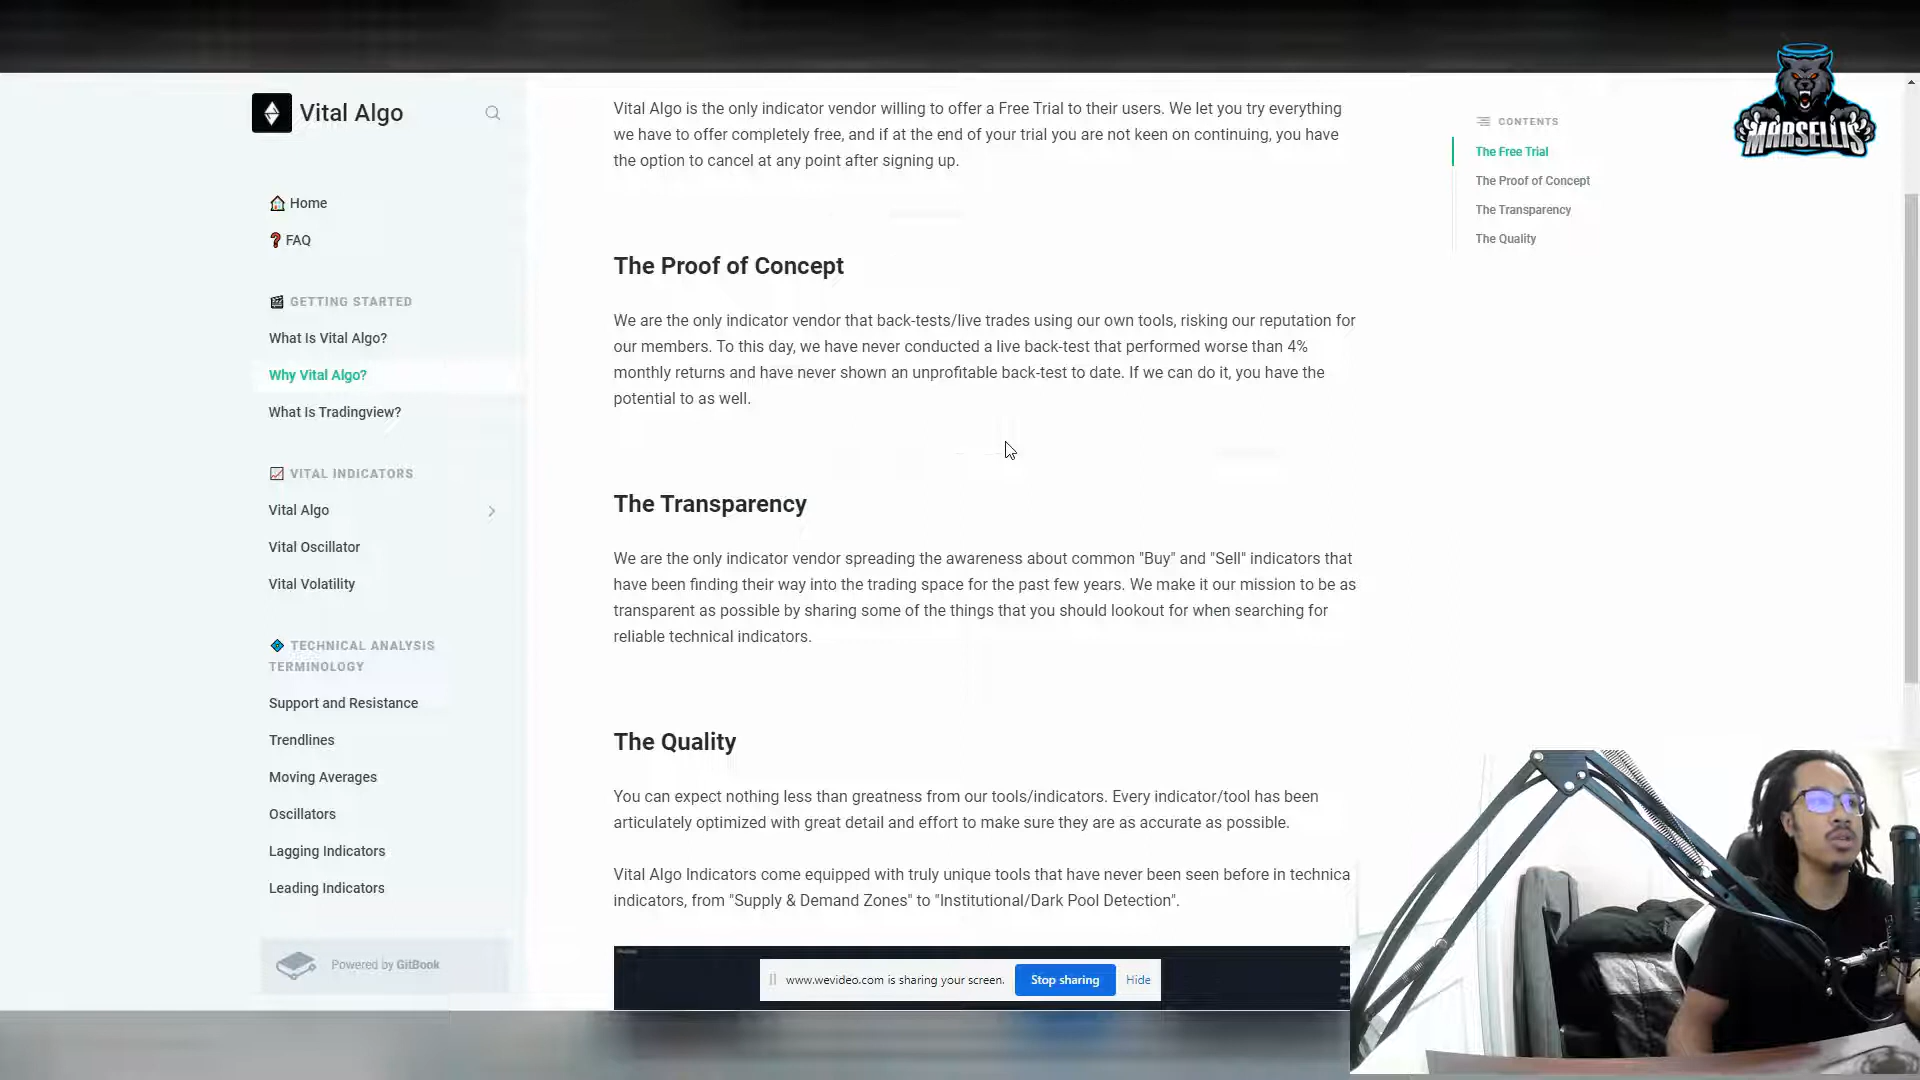 Vital Algo
Home
FAQ
GETTING STARTED
What Is Vital Algo?
Why Vital Algo?
What Is Tradingview?
VITAL INDICATORS
Vital Algo
Vital Oscillator
Vital Volatility
TECHNICAL ANALYSIS
TERMINOLOGY
Support and Resistance
Trendlines
Moving Averages
Oscillators
Lagging Indicators
Leading Indicators
Powered by GitBook
Vital Algo is the only indicator vendor willing to offer a Free Trial to their users. We let you try everything
we have to offer completely free, and if at the end of your trial you are not keen on continuing, you have
the option to cancel at any point after signing up.
The Proof of Concept
We are the only indicator vendor that back-tests/live trades using our own tools, risking our reputation for
our members. To this day, we have never conducted a live back-test that performed worse than 4%
monthly returns and have never shown an unprofitable back-test to date. If we can do it, you have the
potential to as well.
The Transparency
We are the only indicator vendor spreading the awareness about common "Buy" and "Sell" indicators that
have been finding their way into the trading space for the past few years. We make it our mission to be as
transparent as possible by sharing some of the things that you should lookout for when searching for
reliable technical indicators.
The Quality
You can expect nothing less than greatness from our tools/indicators. Every indicator/tool has been
articulately optimized with great detail and effort to make sure they are as accurate as possible.
Vital Algo Indicators come equipped with truly unique tools that have never been seen before in technica
indicators, from "Supply & Demand Zones" to "Institutional/Dark Pool Detection".
www.wevideo.com is sharing your screen.
Stop sharing
Hide
CONTENTS
The Free Trial
The Proof of Concept
The Transparency
The Quality
MARSELLIS